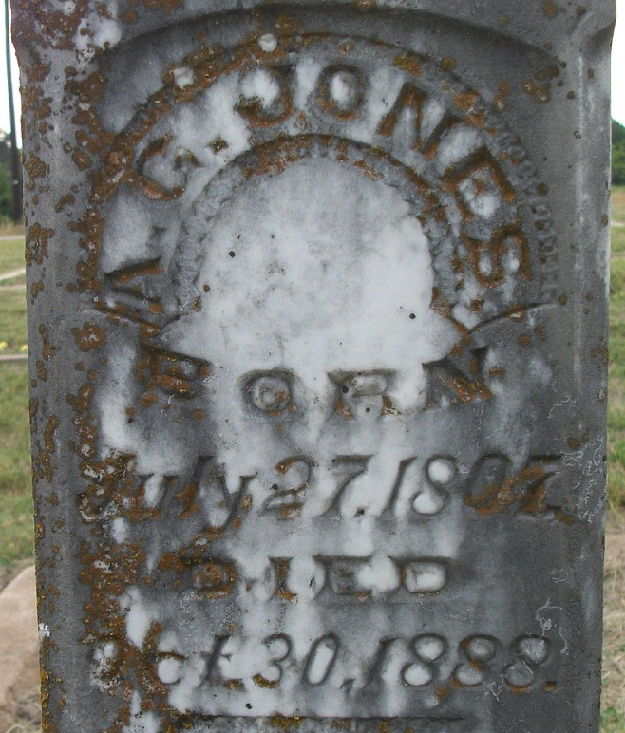 A. G. JONES
BORN
July 27, 1807.
DIED
Oct. 30, 1888.